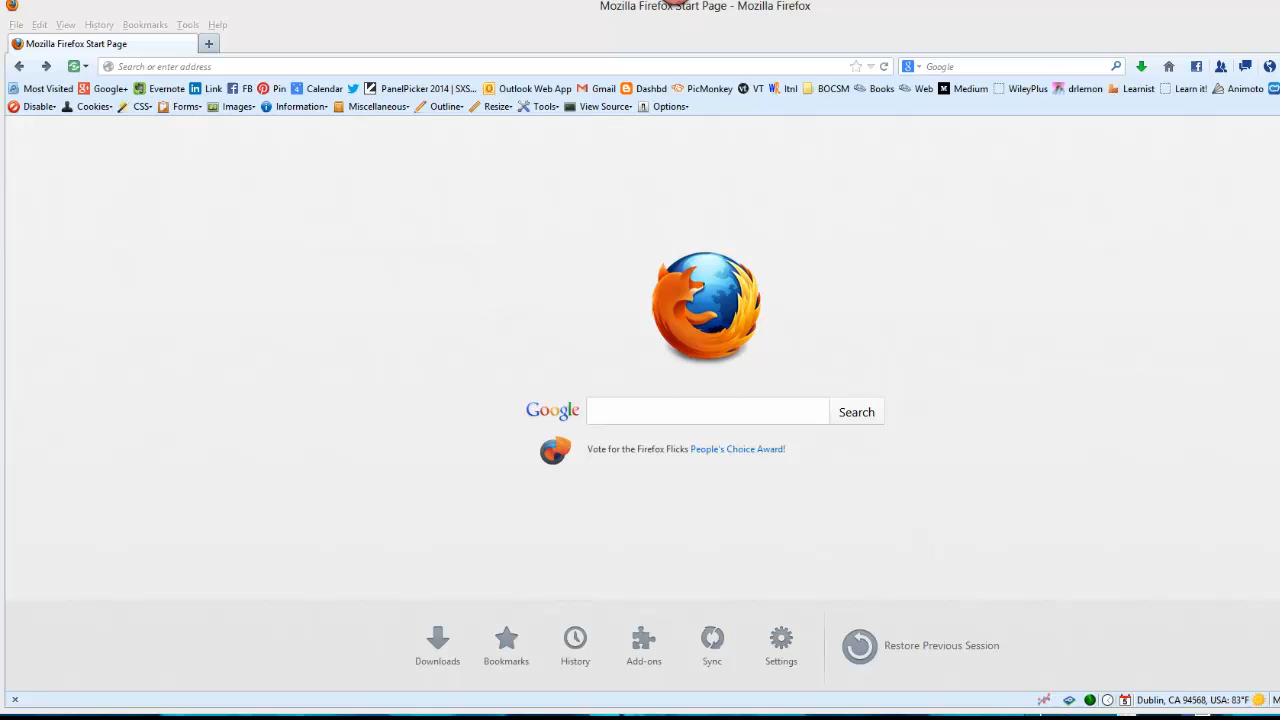 Mozilla Firefox Start Page - Mozilla Firefox
File Edit View History Bookmarks Tools Help
Mozilla Firefox Start Page
Search or enter address
Google
Most Visited Google+ Evernote Link FB Pin Calendar PanelPicker 2014 | SXS... Outlook Web App Gmail Dashbd PicMonkey VT Itnl BOCSM Books Web Medium WileyPlus drlemon Learnist Learn it! Animoto
Disable Cookies CSS Forms Images Information Miscellaneous Outline Resize Tools View Source Options
Google
Search
Vote for the Firefox Flicks People's Choice Award!
Downloads Bookmarks History Add-ons Sync Settings Restore Previous Session
Dublin, CA 94568, USA: 83°F